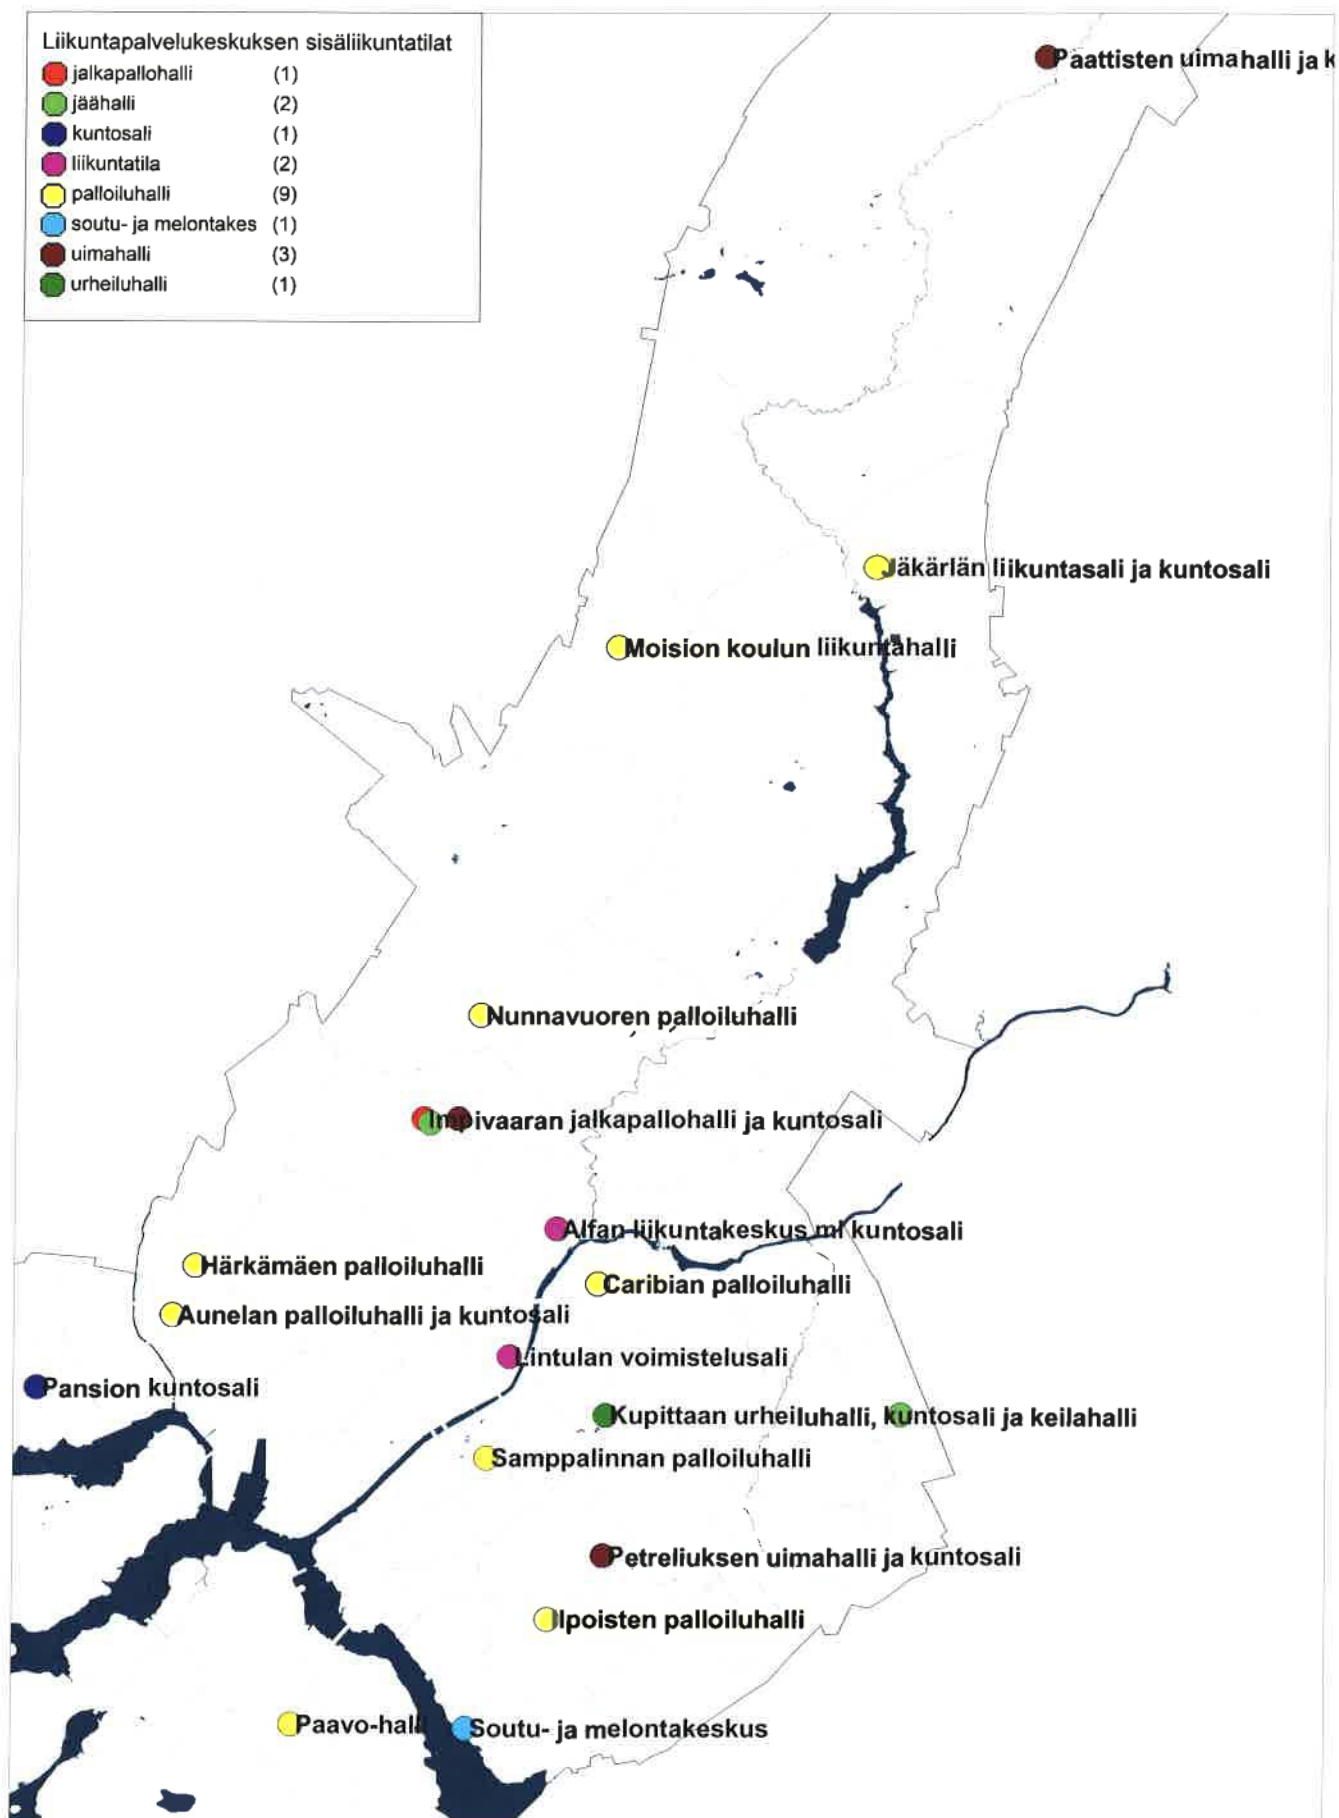 Liikuntapalvelukeskuksen sisäliikuntatilat
jalkapallohalli (1)
jäähalli (2)
kuntosali (1)
liikuntatila (2)
palloiluhalli (9)
soutu- ja melontakes (1)
uimahalli (3)
urheiluhalli (1)
Paattisten uimahalli ja k
Jäkärlän liikuntasali ja kuntosali
Moision koulun liikuntahalli
Nunnavuoren palloiluhalli
Impivaaran jalkapallohalli ja kuntosali
Alfan liikuntakeskus ml kuntosali
Härkämäen palloiluhalli
Caribian palloiluhalli
Aunelan palloiluhalli ja kuntosali
Lintulan voimistelusali
Pansion kuntosali
Kupittaan urheiluhalli, kuntosali ja keilahalli
Samppalinnan palloiluhalli
Petreliuksen uimahalli ja kuntosali
Ilpoisten palloiluhalli
Paavo-halli
Soutu- ja melontakeskus